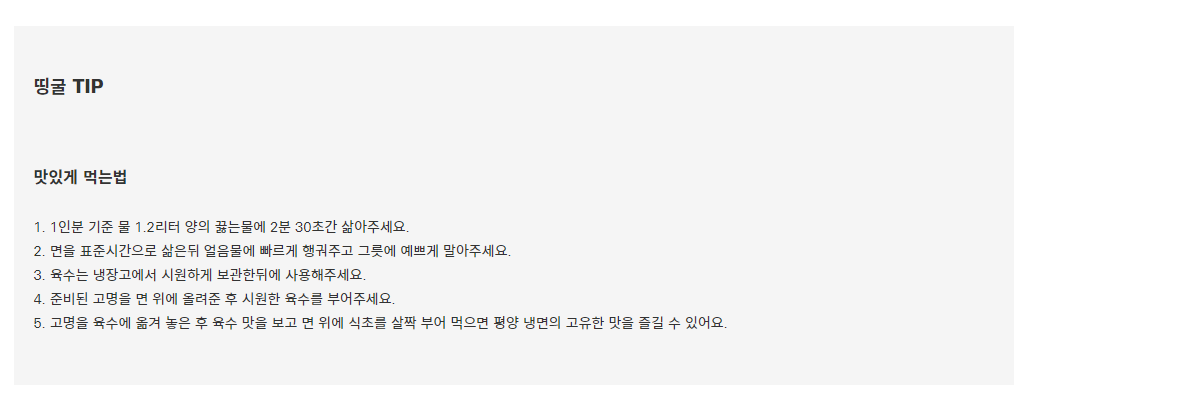 띵굴 TIP
맛있게 먹는법
1. 1인분 기준 물 1.2리터 양의 끓는물에 2분 30초간 삶아주세요.
2. 면을 표준시간으로 삶은뒤 얼음물에 빠르게 행궈주고 그릇에 예쁘게 말아주세요.
3. 육수는 냉장고에서 시원하게 보관한뒤에 사용해주세요.
4. 준비된 고명을 면 위에 올려준 후 시원한 육수를 부어주세요.
5. 고명을 육수에 옮겨 놓은 후 육수 맛을 보고 면 위에 식초를 살짝 부어 먹으면 평양 냉면의 고유한 맛을 즐길 수 있어요.